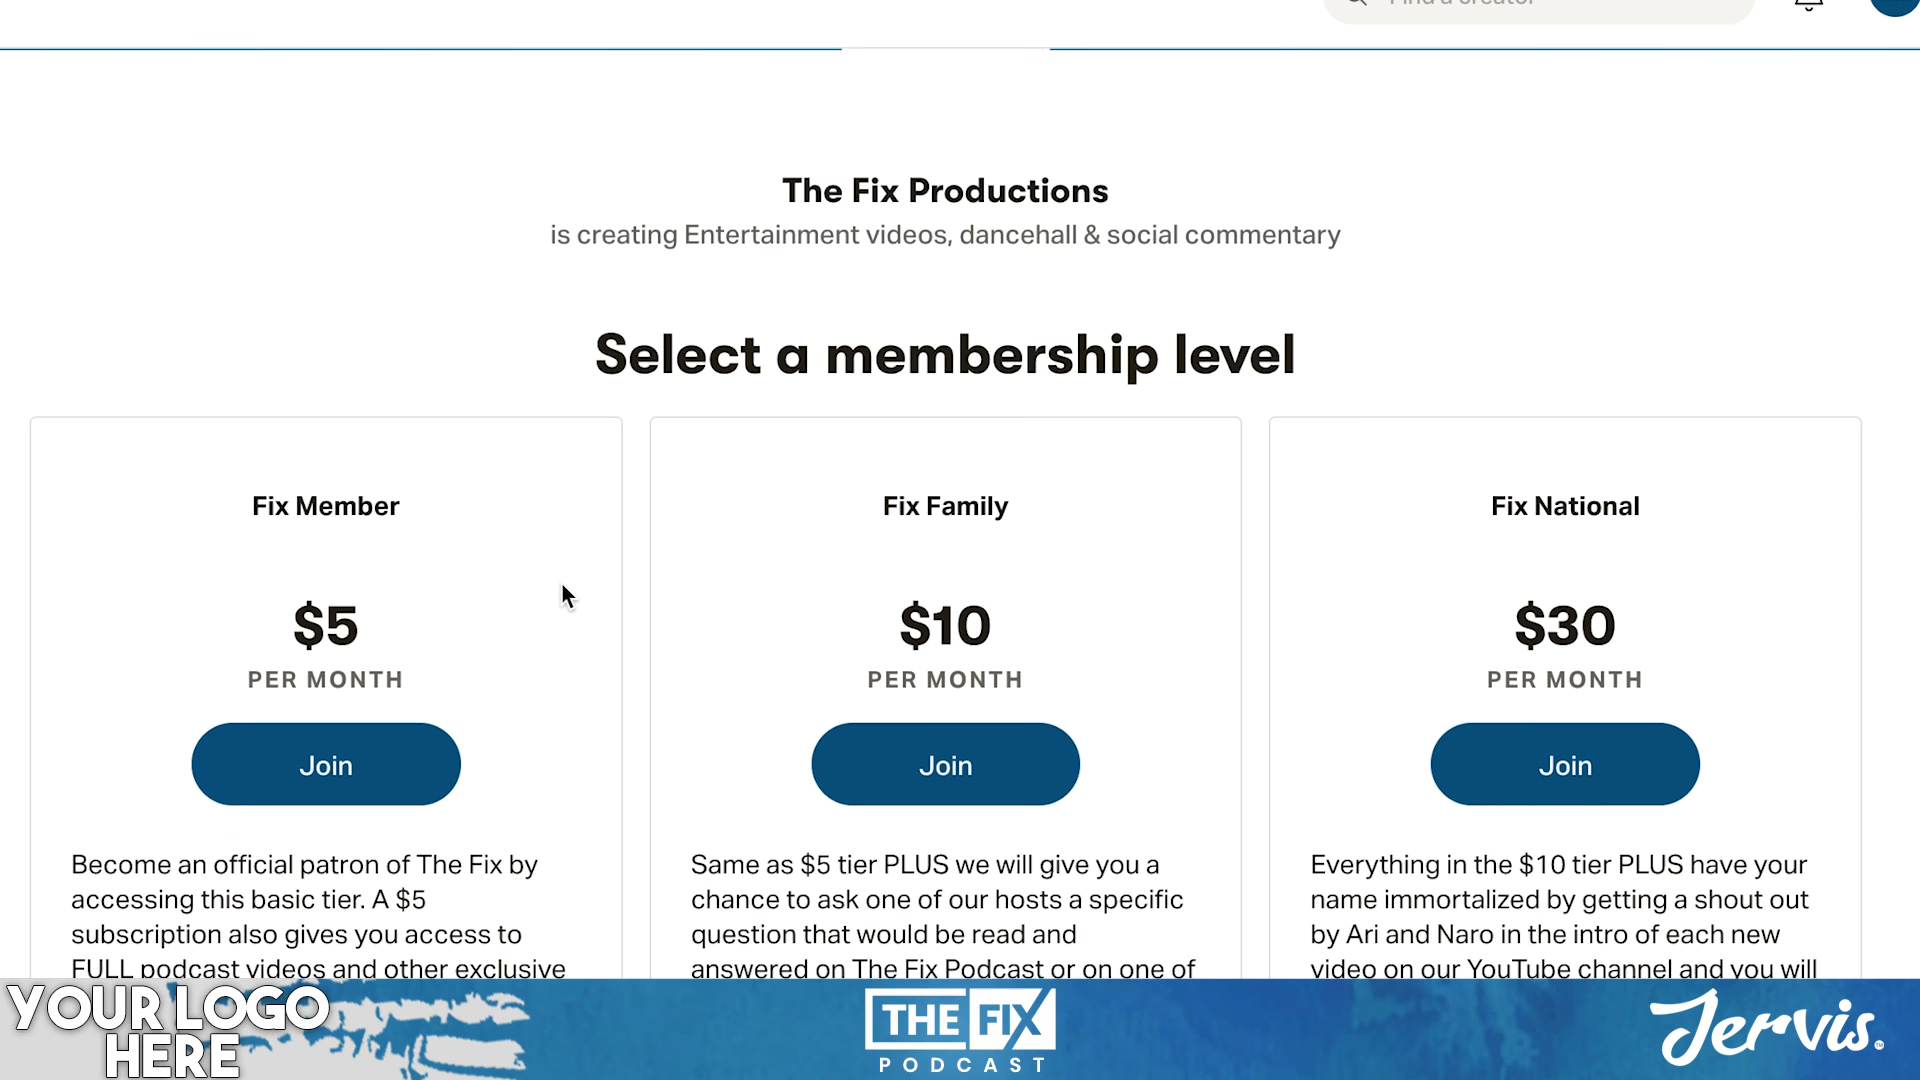 Find a creator
The Fix Productions
is creating Entertainment videos, dancehall & social commentary
Select a membership level
Fix Member
$5
PER MONTH
Join
Become an official patron of The Fix by
accessing this basic tier. A $5
subscription also gives you access to
FULL podcast videos and other exclusive
Fix Family
$10
PER MONTH
Join
Same as $5 tier PLUS we will give you a
chance to ask one of our hosts a specific
question that would be read and
answered on The Fix Podcast or on one of
Fix National
$30
PER MONTH
Join
Everything in the $10 tier PLUS have your
name immortalized by getting a shout out
by Ari and Naro in the intro of each new
video on our YouTube channel and you will
YOUR LOGO
HERE
THE FIX
PODCAST
Jervis.